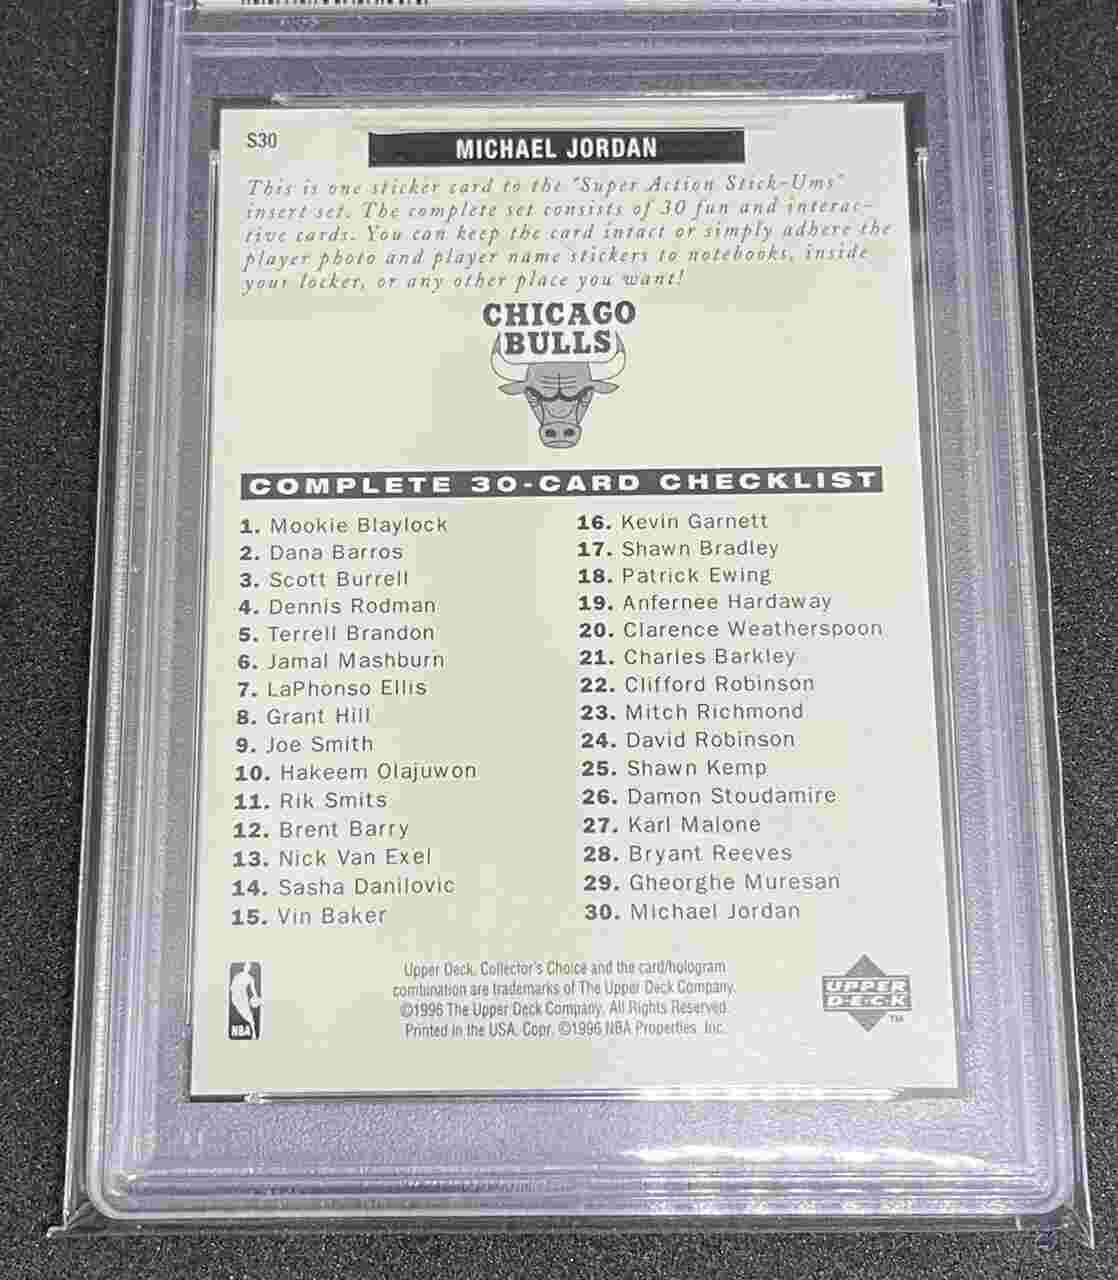 S30
MICHAEL JORDAN
This is one sticker card to the "Super Action Stick-Ums"
insert set. The complete set consists of 30 fun and interac-
tive cards. You can keep the card intact or simply adhere the
player photo and player name stickers to notebooks, inside
your locker, or any other place you want!
CHICAGO
BULLS
COMPLETE 30-CARD CHECKLIST
1. Mookie Blaylock
2. Dana Barros
3. Scott Burrell
4. Dennis Rodman
5. Terrell Brandon
6. Jamal Mashburn
7. LaPhonso Ellis
8. Grant Hill
9. Joe Smith
10. Hakeem Olajuwon
11. Rik Smits
12. Brent Barry
13. Nick Van Exel
14. Sasha Danilovic
15. Vin Baker
16. Kevin Garnett
17. Shawn Bradley
18. Patrick Ewing
19. Anfernee Hardaway
20. Clarence Weatherspoon
21. Charles Barkley
22. Clifford Robinson
23. Mitch Richmond
24. David Robinson
25. Shawn Kemp
26. Damon Stoudamire
27. Karl Malone
28. Bryant Reeves
29. Gheorghe Muresan
30. Michael Jordan
NBA
Upper Deck, Collector's Choice and the card/hologram
combination are trademarks of The Upper Deck Company.
©1996 The Upper Deck Company. All Rights Reserved.
Printed in the USA. Copr. ©1996 NBA Properties, Inc.
UPPER
DECK
TM